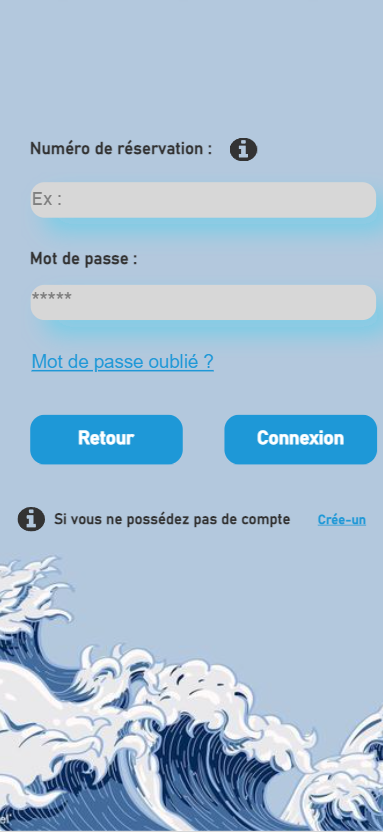 Numéro de réservation :
Ex :
Mot de passe :
*****
Mot de passe oublié ?
Retour Connexion
Si vous ne possédez pas de compte Crée-un